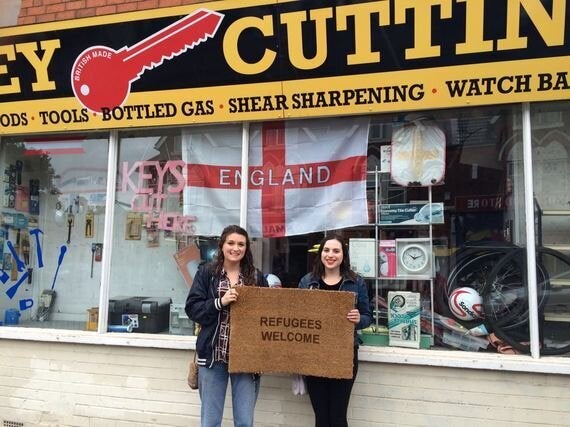 EY
BRITISH MADE
CUTTIN
ODS · TOOLS · BOTTLED GAS · SHEAR SHARPENING · WATCH BA
KEYS
CUT
HERE
ENGLAND
REFUGEES
WELCOME